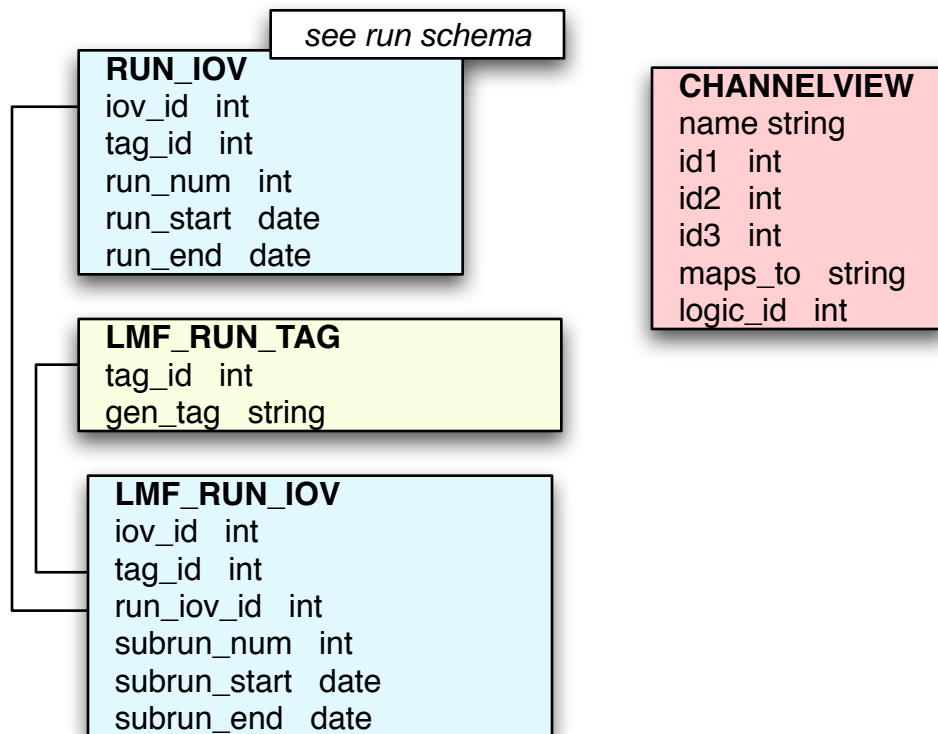 see run schema
RUN_IOV
iov_id int
tag_id int
run_num int
run_start date
run_end date
CHANNELVIEW
name string
id1 int
id2 int
id3 int
maps_to string
logic_id int
LMF_RUN_TAG
tag_id int
gen_tag string
LMF_RUN_IOV
iov_id int
tag_id int
run_iov_id int
subrun_num int
subrun_start date
subrun_end date